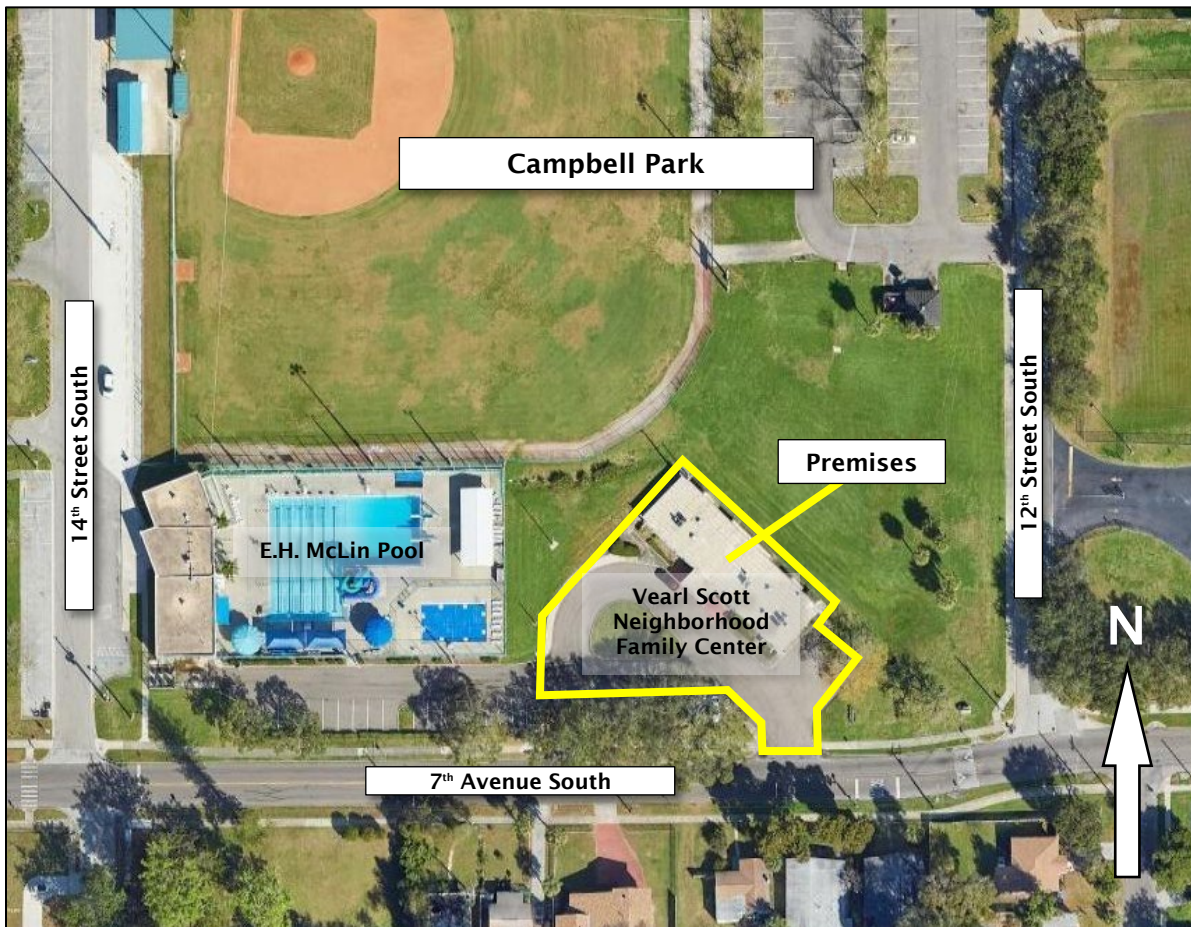 Campbell Park
14th Street South
12th Street South
Premises
E.H. McLin Pool
Vearl Scott
Neighborhood
Family Center
N
7th Avenue South